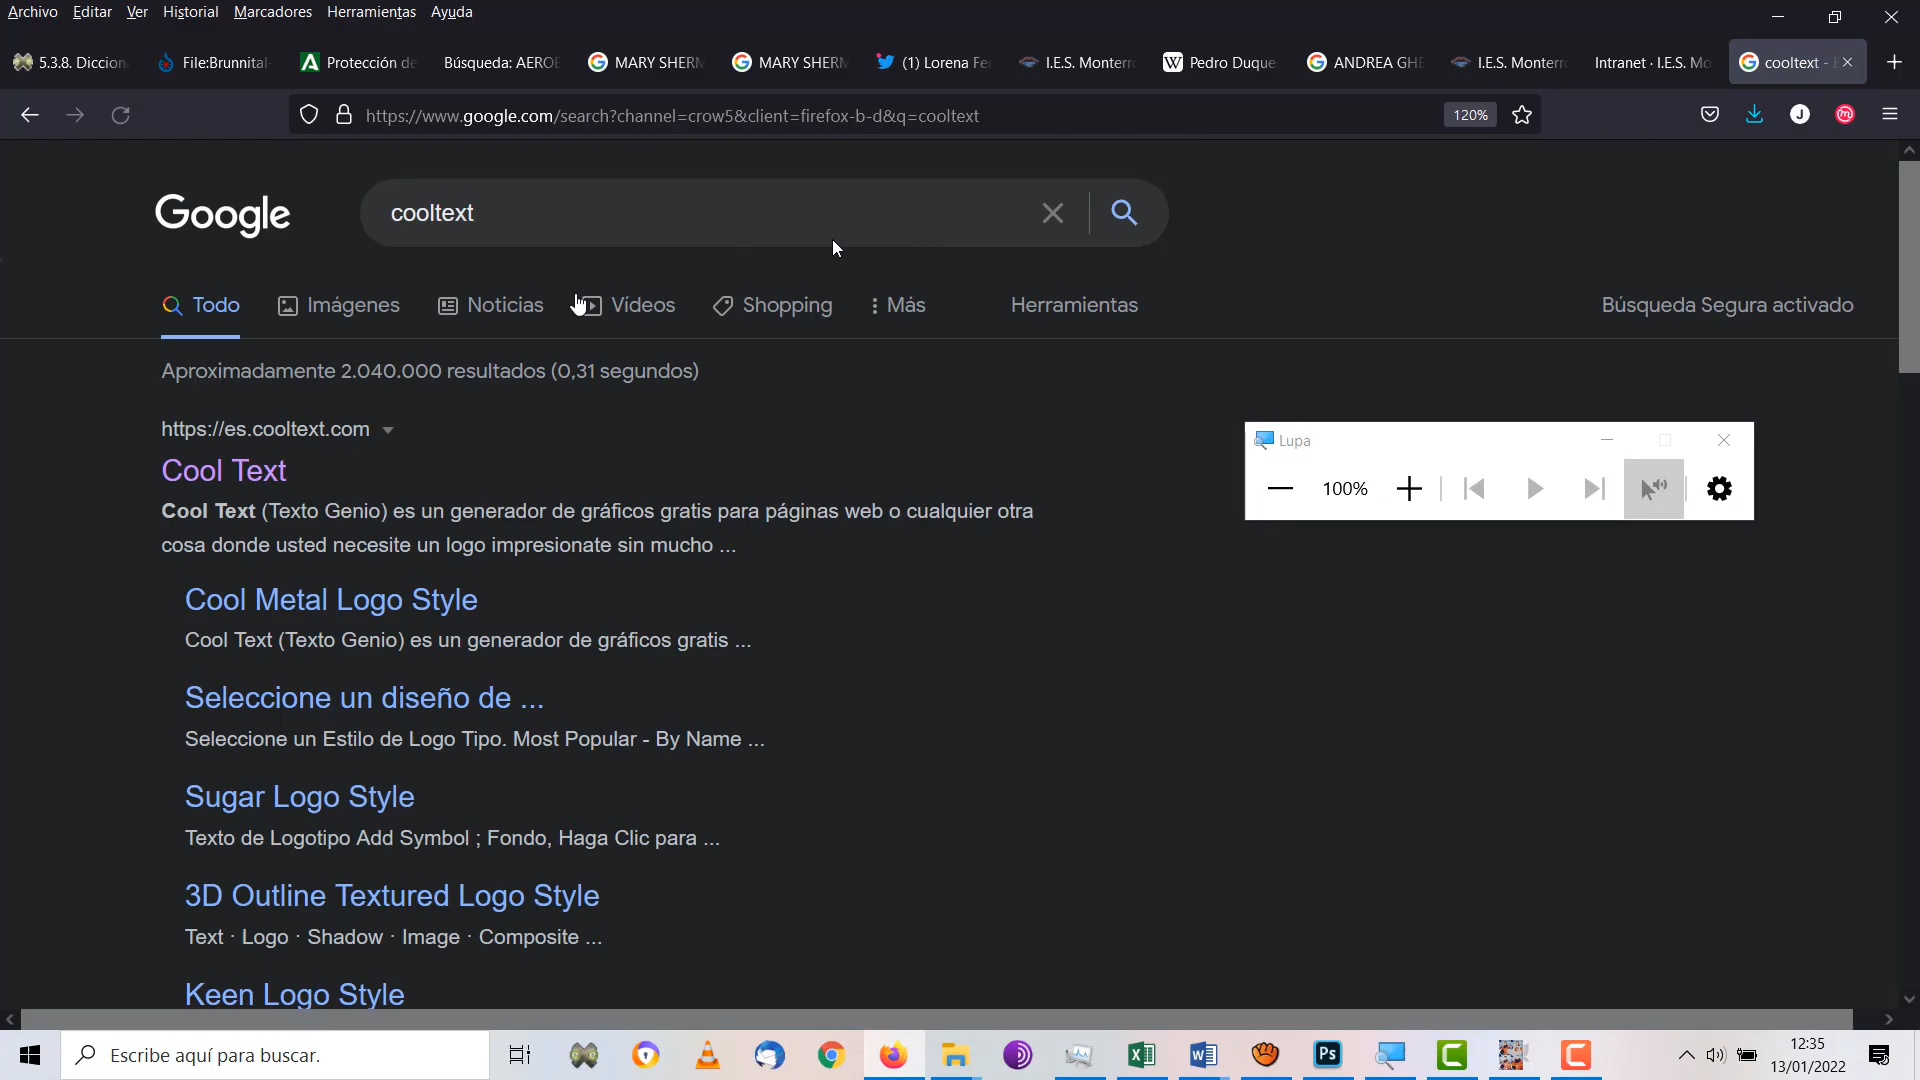 Archivo Editar Ver Historial Marcadores Herramientas Ayuda
5.3.8. Diccion File:Brunnital- Protección de Búsqueda: AERO MARY SHERM MARY SHERM (1) Lorena Fe I.E.S. Monterr Pedro Duque ANDREA GHE I.E.S. Monterr Intranet · I.E.S. Mo cooltext -
https://www.google.com/search?channel=crow5&client=firefox-b-d&q=cooltext 120% J
Google cooltext
Todo Imágenes Noticias Vídeos Shopping Más Herramientas Búsqueda Segura activado
Aproximadamente 2.040.000 resultados (0,31 segundos)
https://es.cooltext.com
Cool Text
Cool Text (Texto Genio) es un generador de gráficos gratis para páginas web o cualquier otra
cosa donde usted necesite un logo impresionate sin mucho ...
Lupa
100%
Cool Metal Logo Style
Cool Text (Texto Genio) es un generador de gráficos gratis ...
Seleccione un diseño de ...
Seleccione un Estilo de Logo Tipo. Most Popular - By Name ...
Sugar Logo Style
Texto de Logotipo Add Symbol ; Fondo, Haga Clic para ...
3D Outline Textured Logo Style
Text · Logo · Shadow · Image · Composite ...
Keen Logo Style
Escribe aquí para buscar.
Ps
12:35
13/01/2022